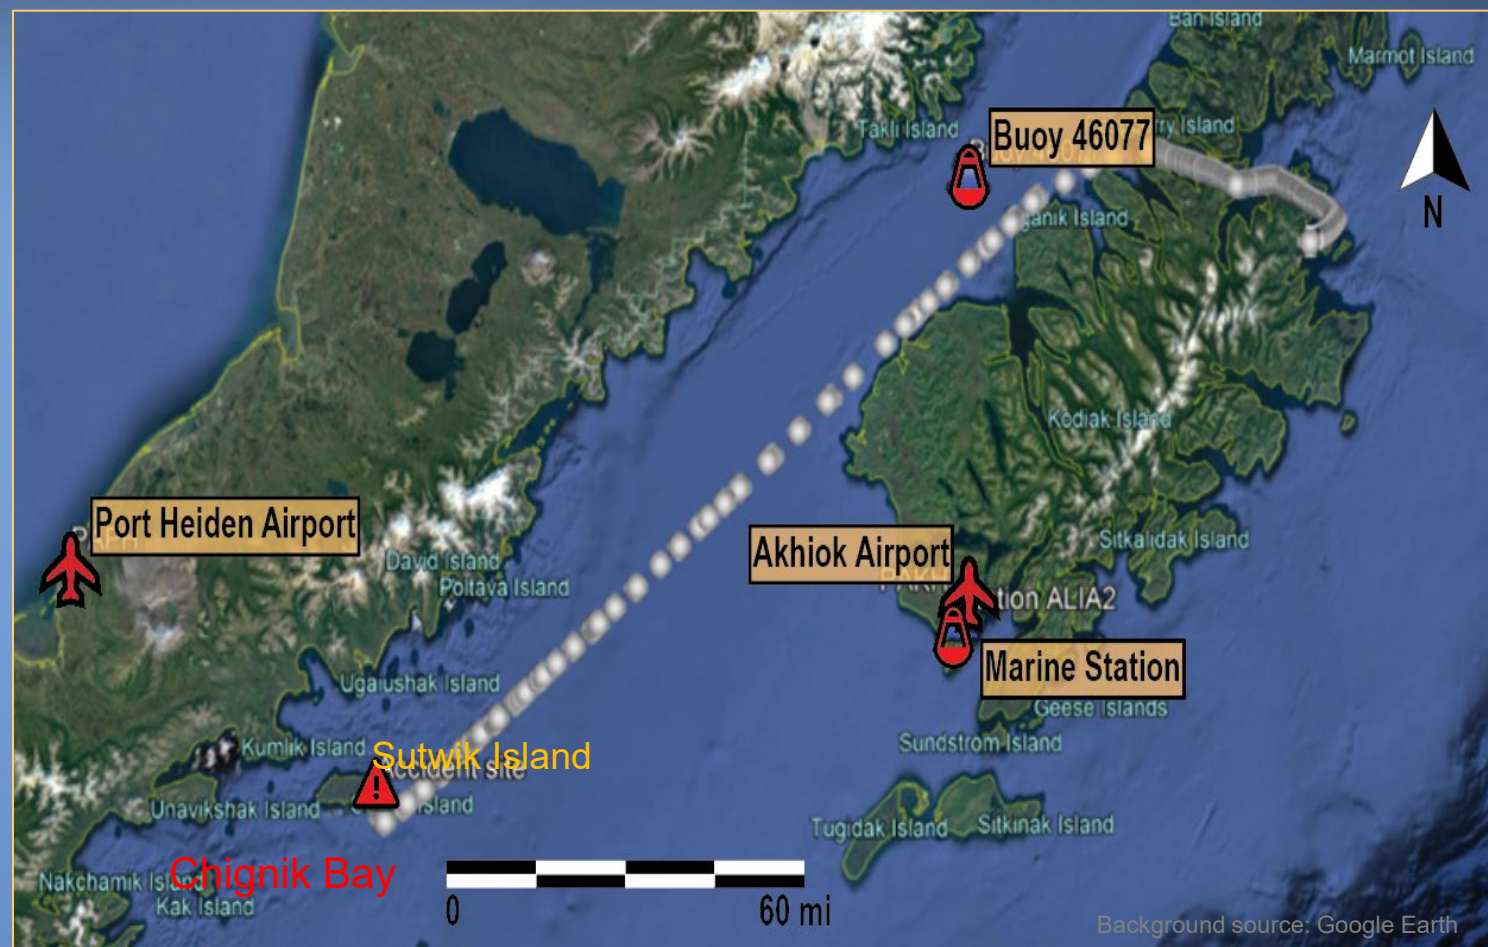 Ban Island
Marmot Island
Takli Island
Buoy 46077
rry Island
N
ganik Island
Kodiak Island
Port Heiden Airport
Akhiok Airport
Sitkalidak Island
David Island
Poltava Island
tion ALIA2
Marine Station
Ugaiushak Island
Geese Islands
Sundstrom Island
Kumlik Island
Sutwik Island
Accident site
Unavikshak Island
Island
Tugidak Island
Sitkinak Island
Chignik Bay
Nakchamik Island
Kak Island
0
60 mi
Background source: Google Earth